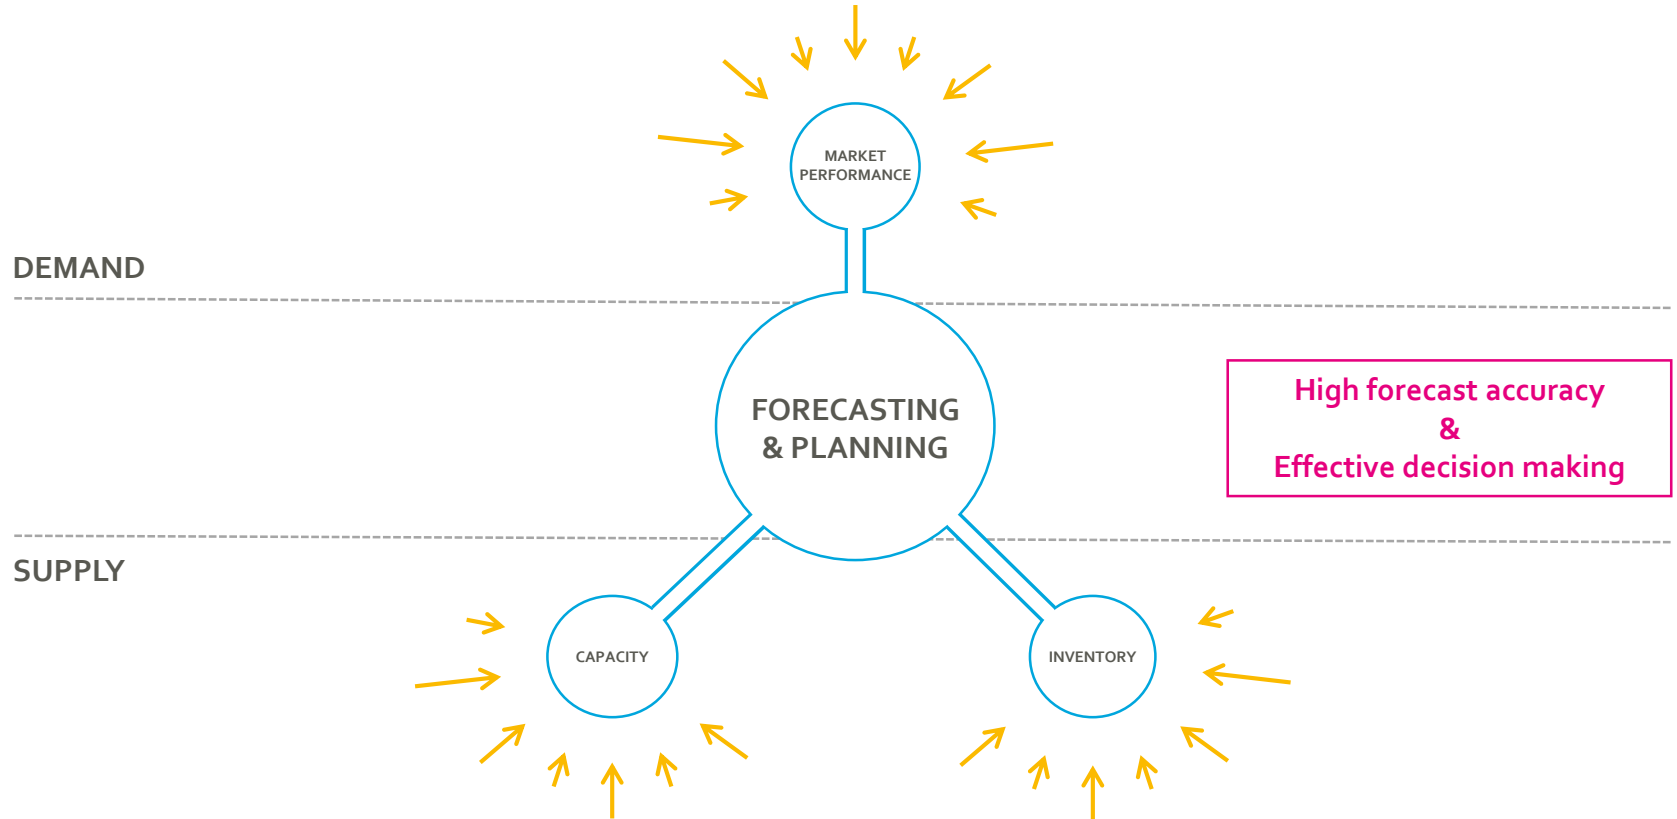 MARKET
PERFORMANCE
DEMAND
FORECASTING
& PLANNING
High forecast accuracy
&
Effective decision making
SUPPLY
CAPACITY
INVENTORY